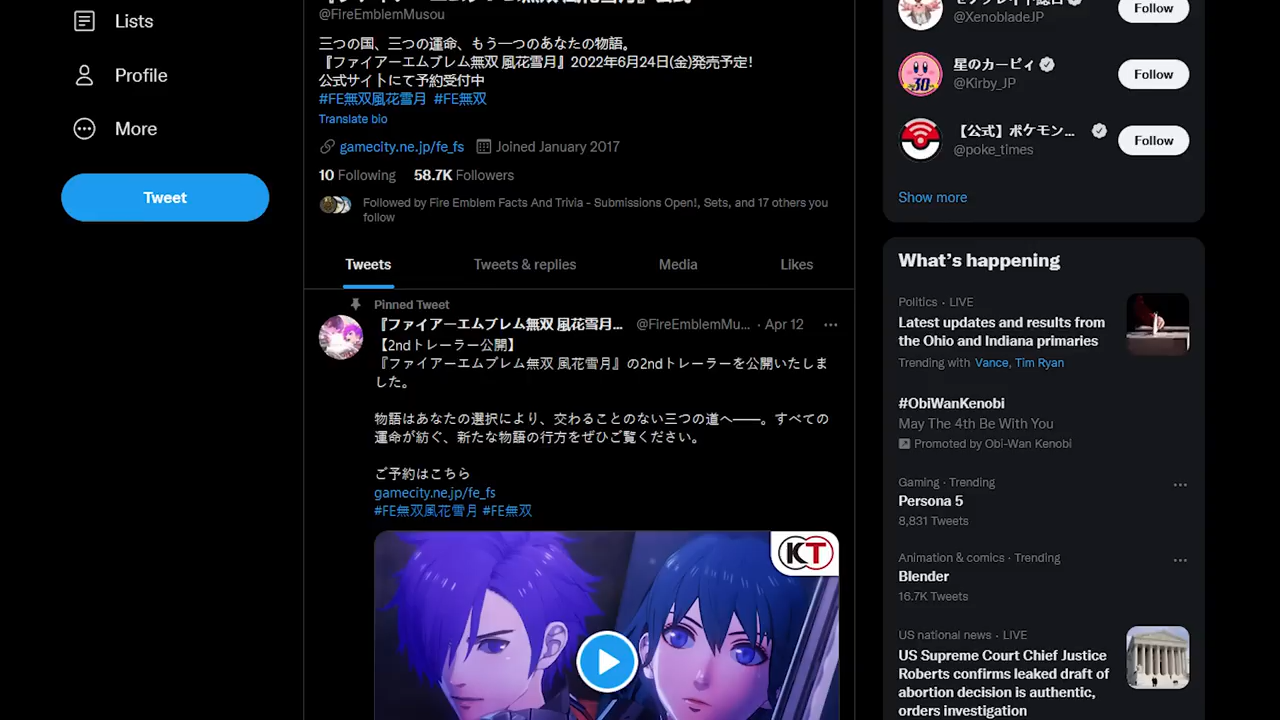 Lists
Profile
More
Tweet
@FireEmblemMusou
三つの国、三つの運命、もう一つのあなたの物語。
『ファイアーエムブレム無双 風花雪月』2022年6月24日(金)発売予定!
公式サイトにて予約受付中
#FE無双風花雪月 #FE無双
Translate bio
gamecity.ne.jp/fe_fs Joined January 2017
10 Following 58.7K Followers
Followed by Fire Emblem Facts And Trivia - Submissions Open!, Sets, and 17 others you
follow
Tweets Tweets & replies Media Likes
Pinned Tweet
『ファイアーエムブレム無双 風花雪月... @FireEmblemMu... · Apr 12
【2ndトレーラー公開】
『ファイアーエムブレム無双 風花雪月』の2ndトレーラーを公開いたしま
した。
物語はあなたの選択により、交わることのない三つの道へ――。すべての
運命が紡ぐ、新たな物語の行方をぜひご覧ください。
ご予約はこちら
gamecity.ne.jp/fe_fs
#FE無双風花雪月 #FE無双
KT
@XenobladeJP
Follow
星のカービィ
@Kirby_JP
Follow
30
【公式】ポケモン...
@poke_times
Follow
Show more
What's happening
Politics · LIVE
Latest updates and results from
the Ohio and Indiana primaries
Trending with Vance, Tim Ryan
#ObiWanKenobi
May The 4th Be With You
Promoted by Obi-Wan Kenobi
Gaming · Trending
Persona 5
8,831 Tweets
Animation & comics · Trending
Blender
16.7K Tweets
US national news · LIVE
US Supreme Court Chief Justice
Roberts confirms leaked draft of
abortion decision is authentic,
orders investigation